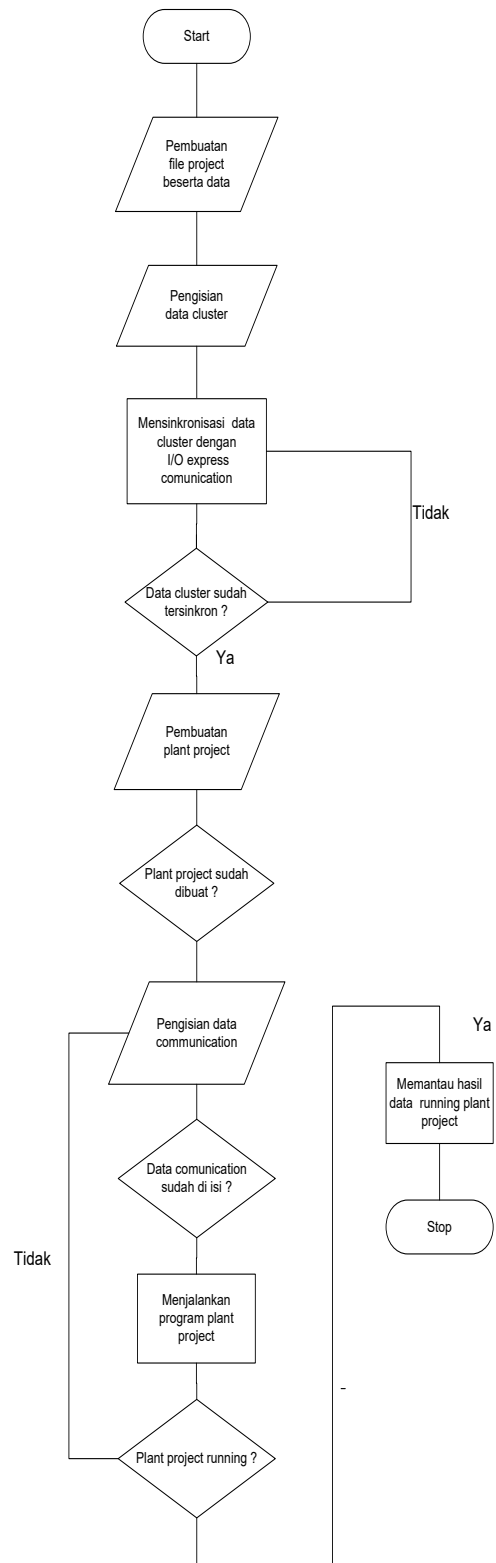 Start
Pembuatan
file project
beserta data
Pengisian
data cluster
Mensinkronisasi data
cluster dengan
I/O express
comunication
Tidak
Data cluster sudah
tersinkron ?
Ya
Pembuatan
plant project
Plant project sudah
dibuat ?
Pengisian data
communication
Data comunication
sudah di isi ?
Tidak
Menjalankan
program plant
project
Plant project running ?
-
Ya
Memantau hasil
data running plant
project
Stop